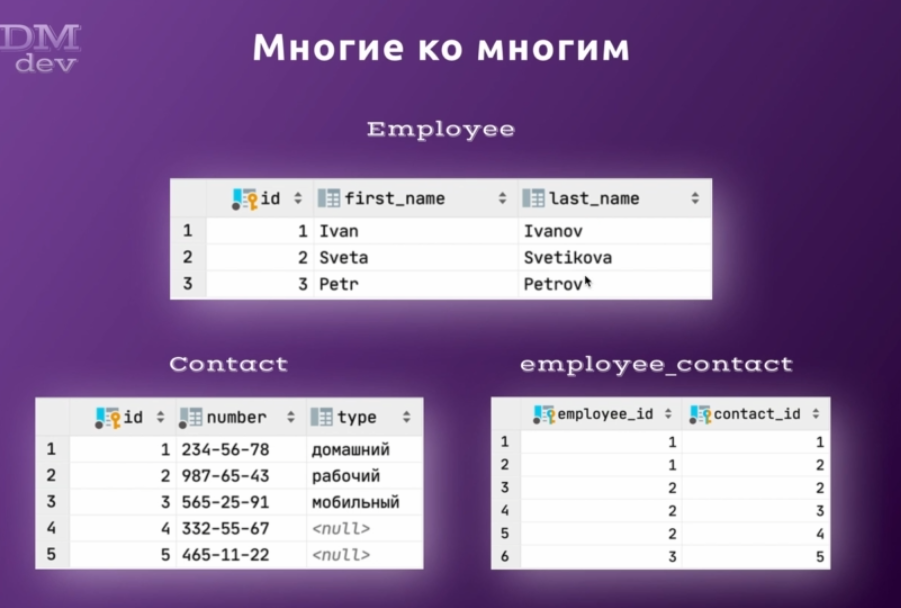 DM
dev
Многие ко многим
Employee
id first_name last_name
1 1 Ivan Ivanov
2 2 Sveta Svetikova
3 3 Petr Petrov
Contact
id number type
1 1 234-56-78 домашний
2 2 987-65-43 рабочий
3 3 565-25-91 мобильный
4 4 332-55-67 <null>
5 5 465-11-22 <null>
employee_contact
employee_id contact_id
1 1 1
2 1 2
3 2 2
4 2 3
5 2 4
6 3 5